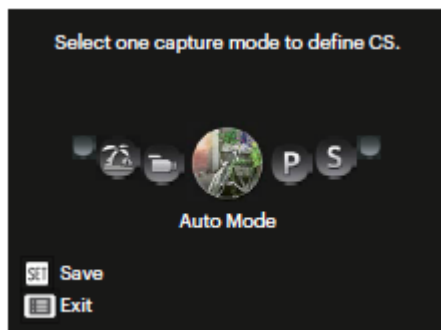 Select one capture mode to define CS.
P S
Auto Mode
SET Save
Exit